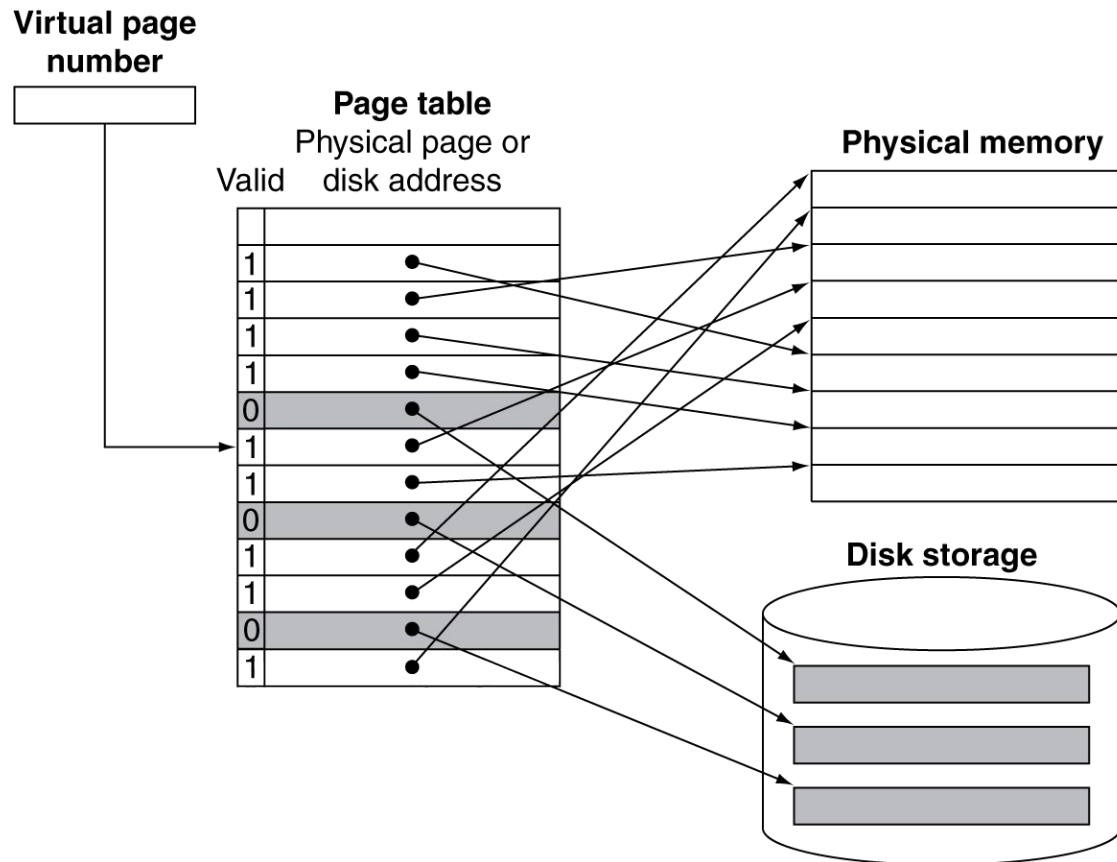 Virtual page
number
Page table
Physical page or
disk address
Valid
Physical memory
1
1
1
1
0
1
1
0
1
1
0
1
Disk storage